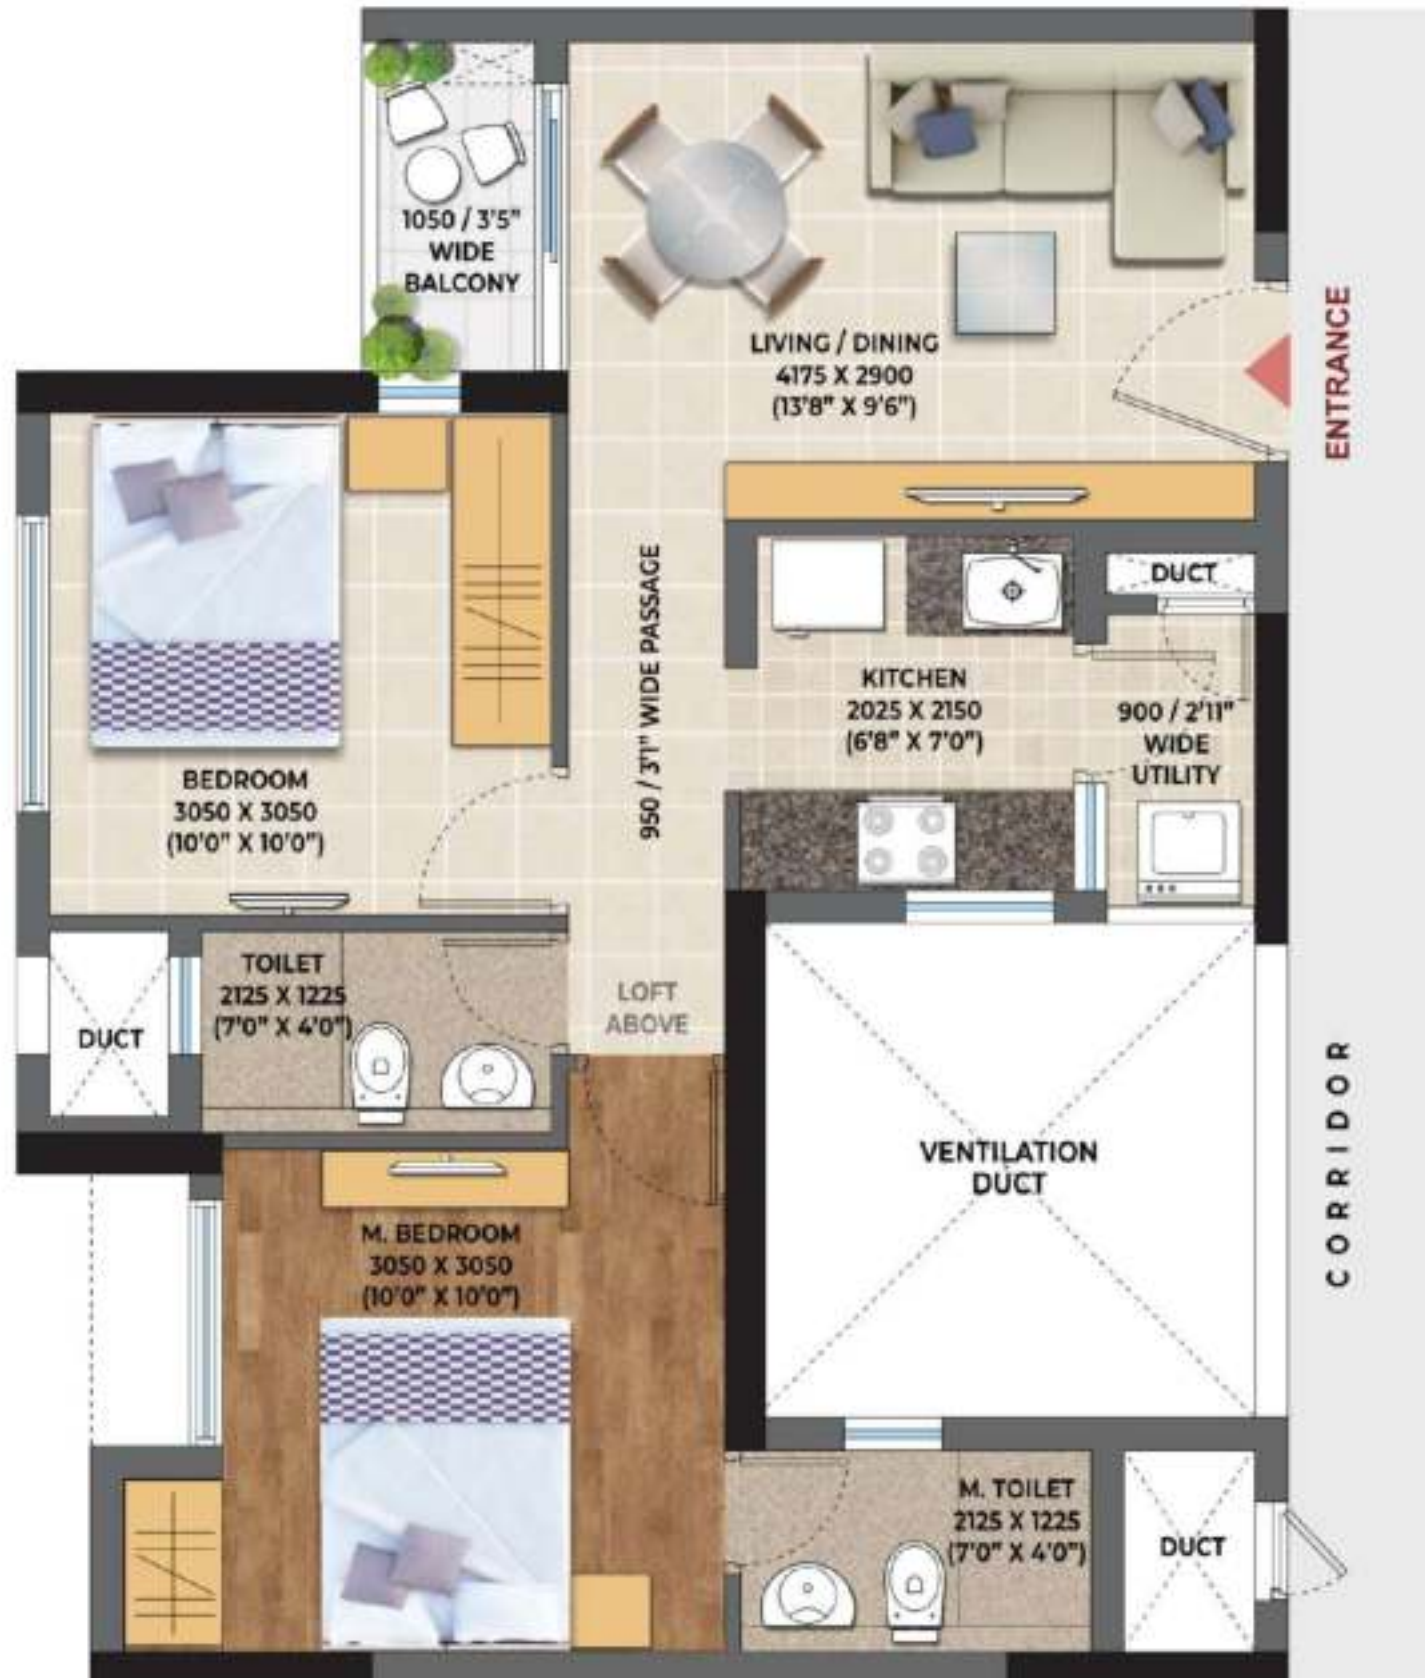 1050 / 3'5"
WIDE
BALCONY
LIVING / DINING
4175 X 2900
(13'8" X 9'6")
ENTRANCE
950 / 3'1" WIDE PASSAGE
DUCT
KITCHEN
2025 X 2150
(6'8" X 7'0")
900 / 2'11"
WIDE
UTILITY
BEDROOM
3050 X 3050
(10'0" X 10'0")
TOILET
2125 X 1225
(7'0" X 4'0")
DUCT
LOFT
ABOVE
VENTILATION
DUCT
CORRIDOR
M. BEDROOM
3050 X 3050
(10'0" X 10'0")
M. TOILET
2125 X 1225
(7'0" X 4'0")
DUCT